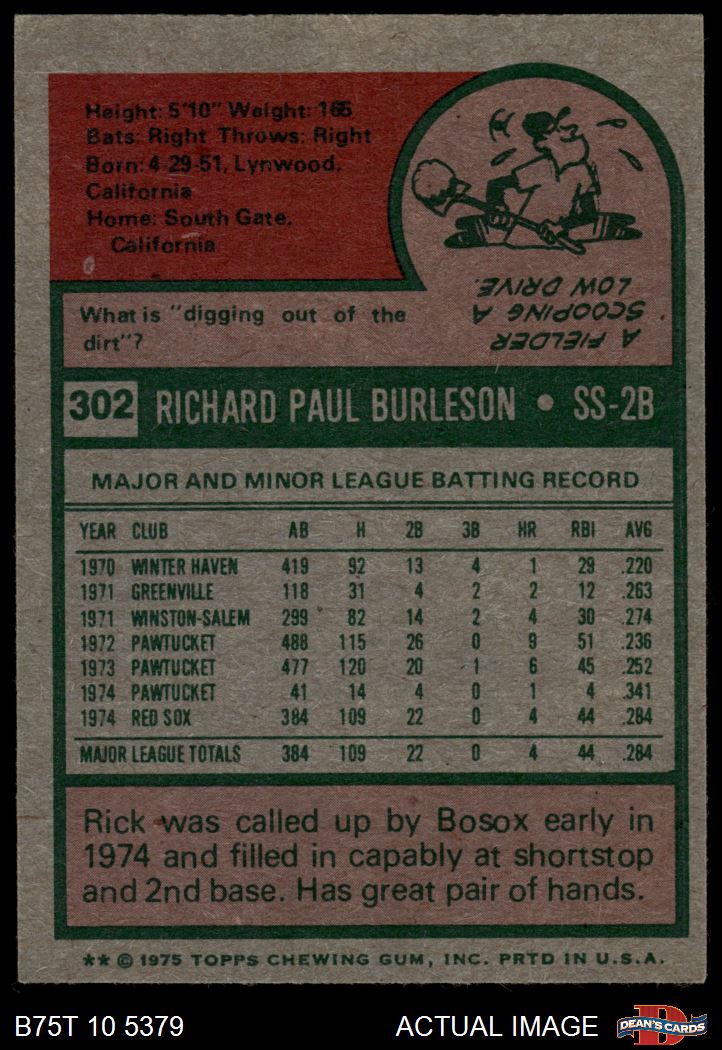 Height: 5'10" Weight: 165
Bats: Right Throws: Right
Born: 4-29-51, Lynwood,
California
Home: South Gate,
California
What is "digging out of the
dirt"?
A FIELDER
SCOOPING A
LOW DRIVE.
302 RICHARD PAUL BURLESON • SS-2B
MAJOR AND MINOR LEAGUE BATTING RECORD
YEAR CLUB AB H 2B 3B HR RBI AVG
1970 WINTER HAVEN 419 92 13 4 1 29 .220
1971 GREENVILLE 118 31 4 2 2 12 .263
1971 WINSTON-SALEM 299 82 14 2 4 30 .274
1972 PAWTUCKET 488 115 26 0 9 51 .236
1973 PAWTUCKET 477 120 20 1 6 45 .252
1974 PAWTUCKET 41 14 4 0 1 4 .341
1974 RED SOX 384 109 22 0 4 44 .284
MAJOR LEAGUE TOTALS 384 109 22 0 4 44 .284
Rick was called up by Bosox early in
1974 and filled in capably at shortstop
and 2nd base. Has great pair of hands.
** © 1975 TOPPS CHEWING GUM, INC. PRTD IN U.S.A.
B75T 10 5379 ACTUAL IMAGE DEAN'S CARDS